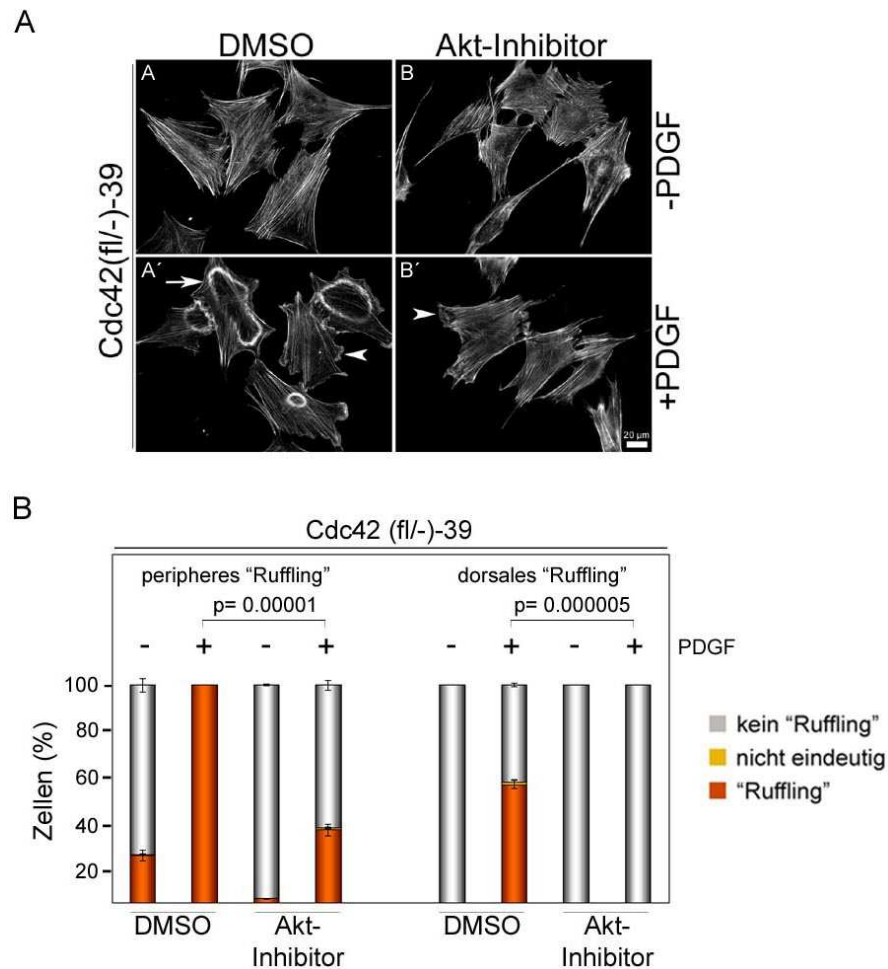 A
DMSO Akt-Inhibitor
Cdc42(fl/-)-39
A B
-PDGF
A´ B´
+PDGF
20 µm
B
Cdc42 (fl/-)-39
peripheres “Ruffling” dorsales “Ruffling”
p= 0.00001 p= 0.000005
- + - + - + - + PDGF
Zellen (%)
100
80
60
40
20
kein “Ruffling”
nicht eindeutig
“Ruffling”
DMSO Akt- DMSO Akt-
Inhibitor Inhibitor